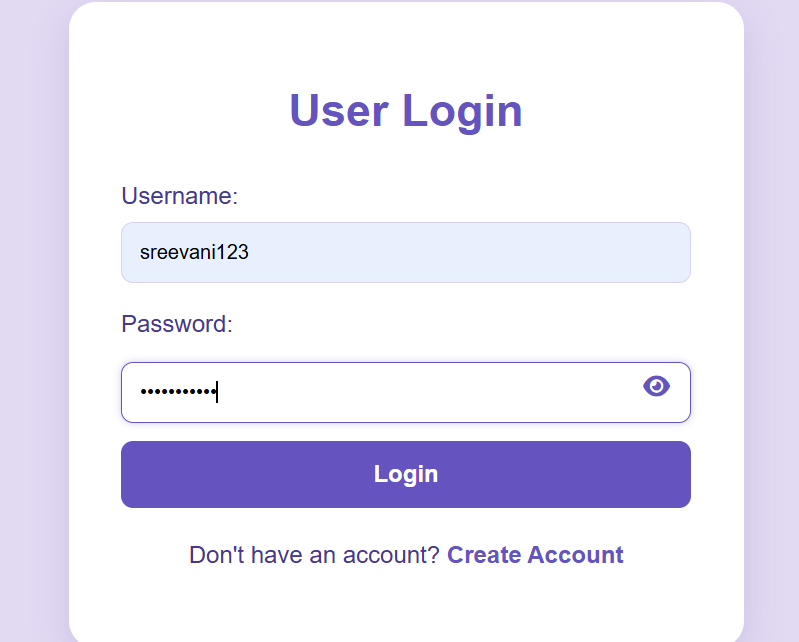 User Login
Username:
sreevani123
Password:
•••••••••••
Login
Don't have an account? Create Account